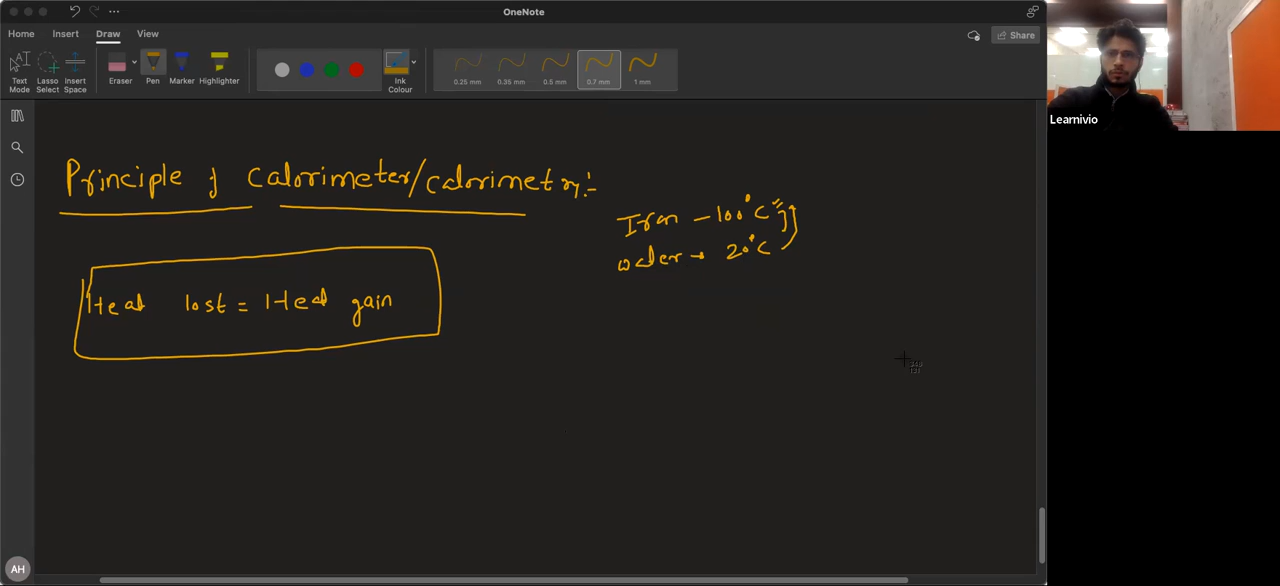 OneNote
Home Insert Draw View
Share
Text Mode
Lasso Select
Insert Space
Eraser
Pen
Marker
Highlighter
Ink Colour
0.25 mm
0.35 mm
0.5 mm
0.7 mm
1 mm
Learnivio
Principle of Calorimeter/calorimetry:-
Iron - 100°C
water → 20°C
Heat lost = Heat gain
AH